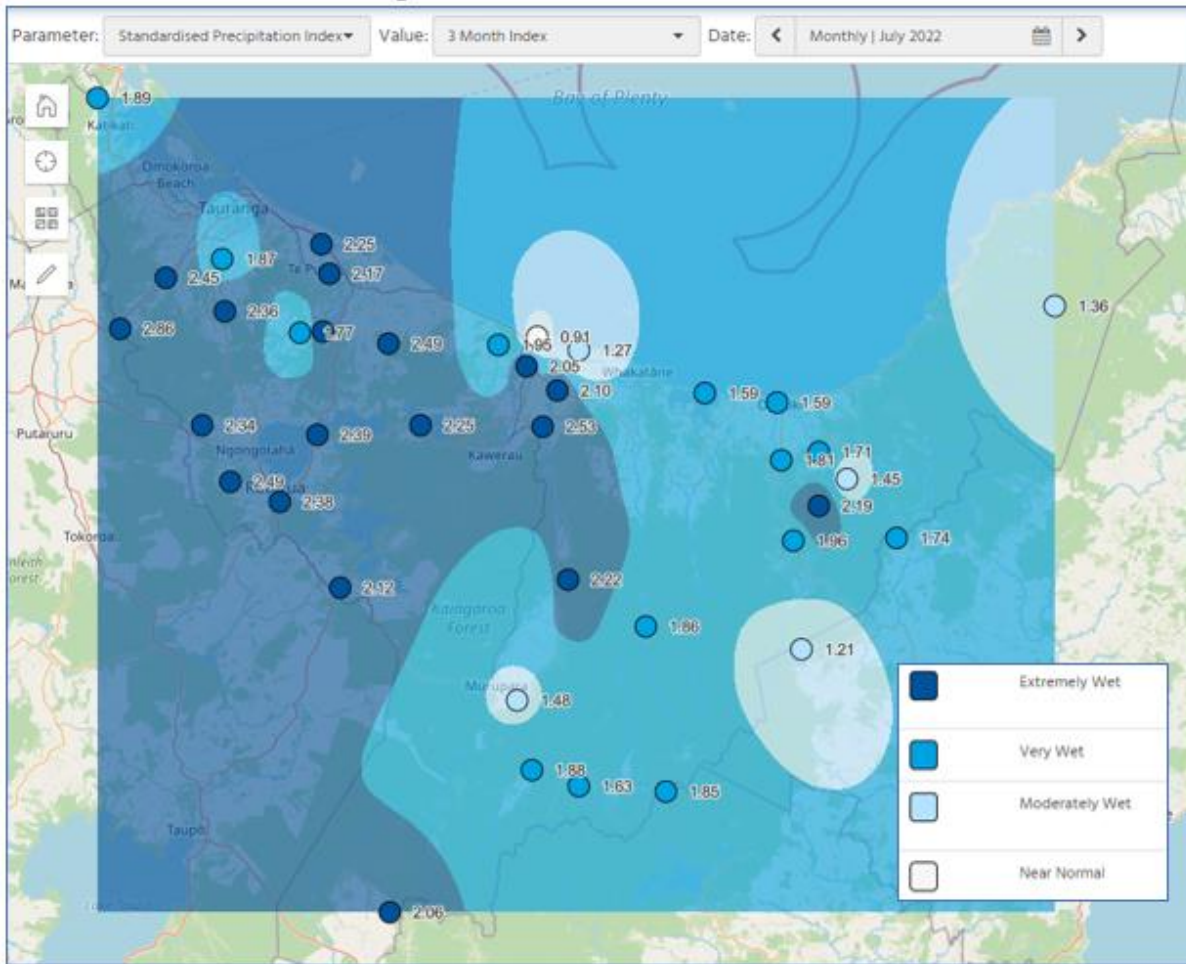 Parameter: Standardised Precipitation Index Value: 3 Month Index Date: Monthly | July 2022
Bay of Plenty
1.89
Katikati
Omokoroa
Beach
Tauranga
2.25
1.87
2.17
2.45
2.36
1.36
2.86
1.77
2.49
1.95
0.91
1.27
2.05
Whakatāne
2.10
1.59
1.59
2.34
2.39
2.25
2.53
Putaruru
Ngongotaha
Kawerau
1.71
1.81
1.45
2.49
2.38
2.19
Tokoroa
1.96
1.74
2.12
2.22
Kaingaroa
Forest
1.86
1.21
Murupara
1.48
Extremely Wet
Very Wet
1.88
1.63
1.85
Moderately Wet
Taupō
Near Normal
2.06